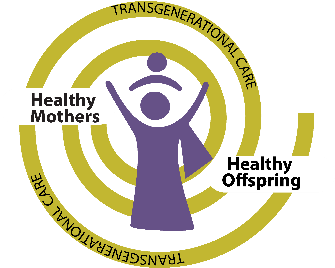 TRANSGENERATIONAL CARE
Healthy
Mothers
Healthy
Offspring
TRANSGENERATIONAL CARE